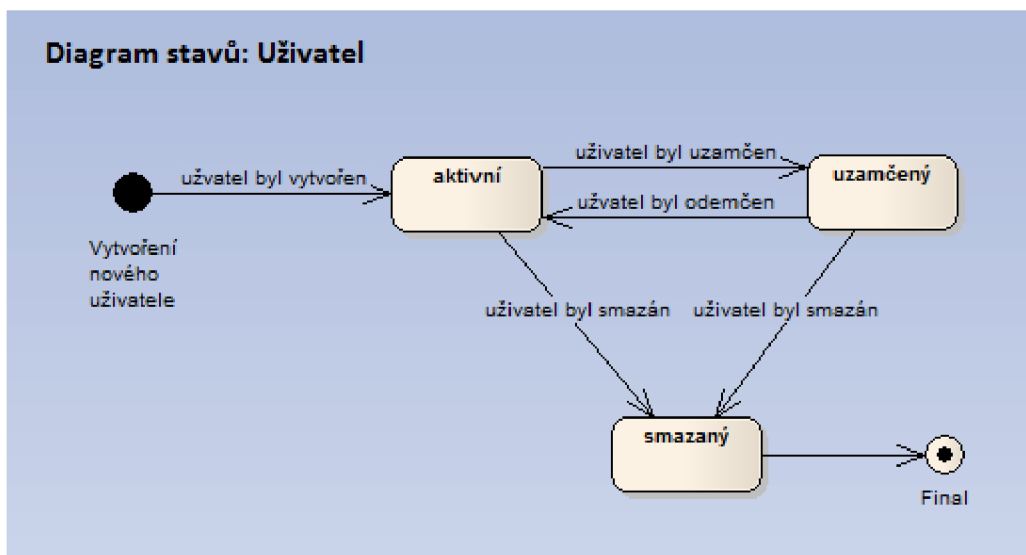 Diagram stavů: Uživatel
užvatel byl vytvořen
aktivní
uživatel byl uzamčen
uzamčený
užvatel byl odemčen
Vytvoření
nového
uživatele
uživatel byl smazán
uživatel byl smazán
smazaný
Final